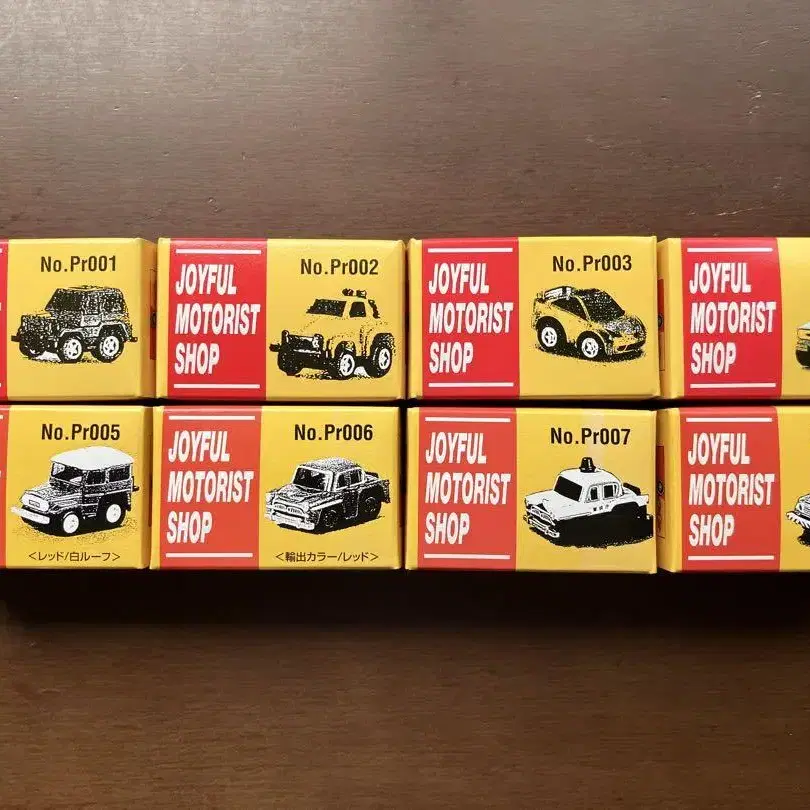 No.Pr001
JOYFUL
MOTORIST
SHOP
No.Pr002
JOYFUL
MOTORIST
SHOP
No.Pr003
JOYFUL
MOTORIST
SHOP
No.Pr005
<レッド/白ルーフ>
JOYFUL
MOTORIST
SHOP
No.Pr006
<輸出カラー/レッド>
JOYFUL
MOTORIST
SHOP
No.Pr007
JOYFUL
MOTORIST
SHOP